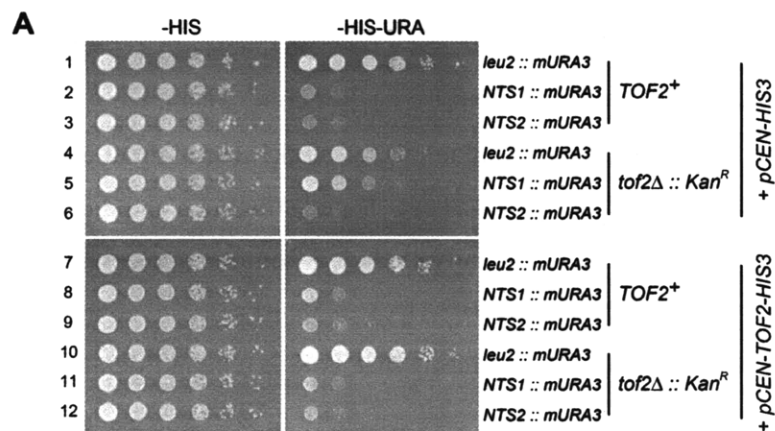 A
-HIS -HIS-URA
1 leu2 :: mURA3
2 NTS1 :: mURA3 TOF2+
3 NTS2 :: mURA3
4 leu2 :: mURA3
5 NTS1 :: mURA3 tof2Δ :: KanR
6 NTS2 :: mURA3
+ pCEN-HIS3
7 leu2 :: mURA3
8 NTS1 :: mURA3 TOF2+
9 NTS2 :: mURA3
10 leu2 :: mURA3
11 NTS1 :: mURA3 tof2Δ :: KanR
12 NTS2 :: mURA3
+ pCEN-TOF2-HIS3